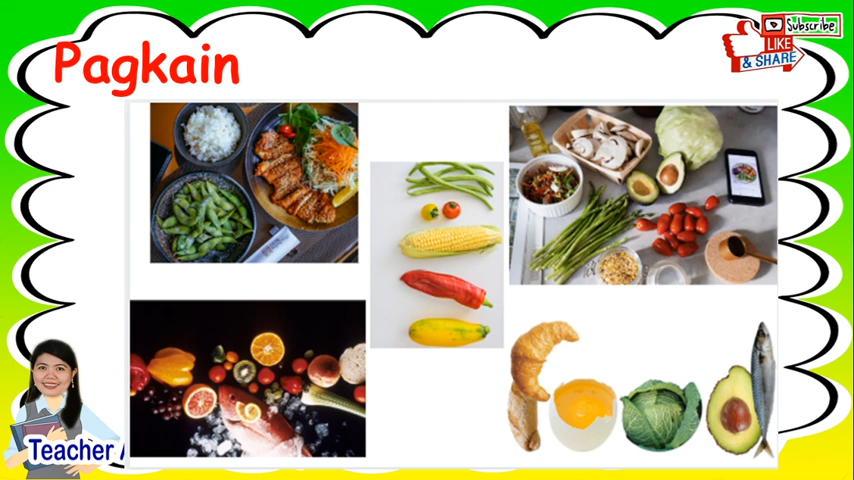 Pagkain
Subscribe
LIKE
& SHARE
Teacher